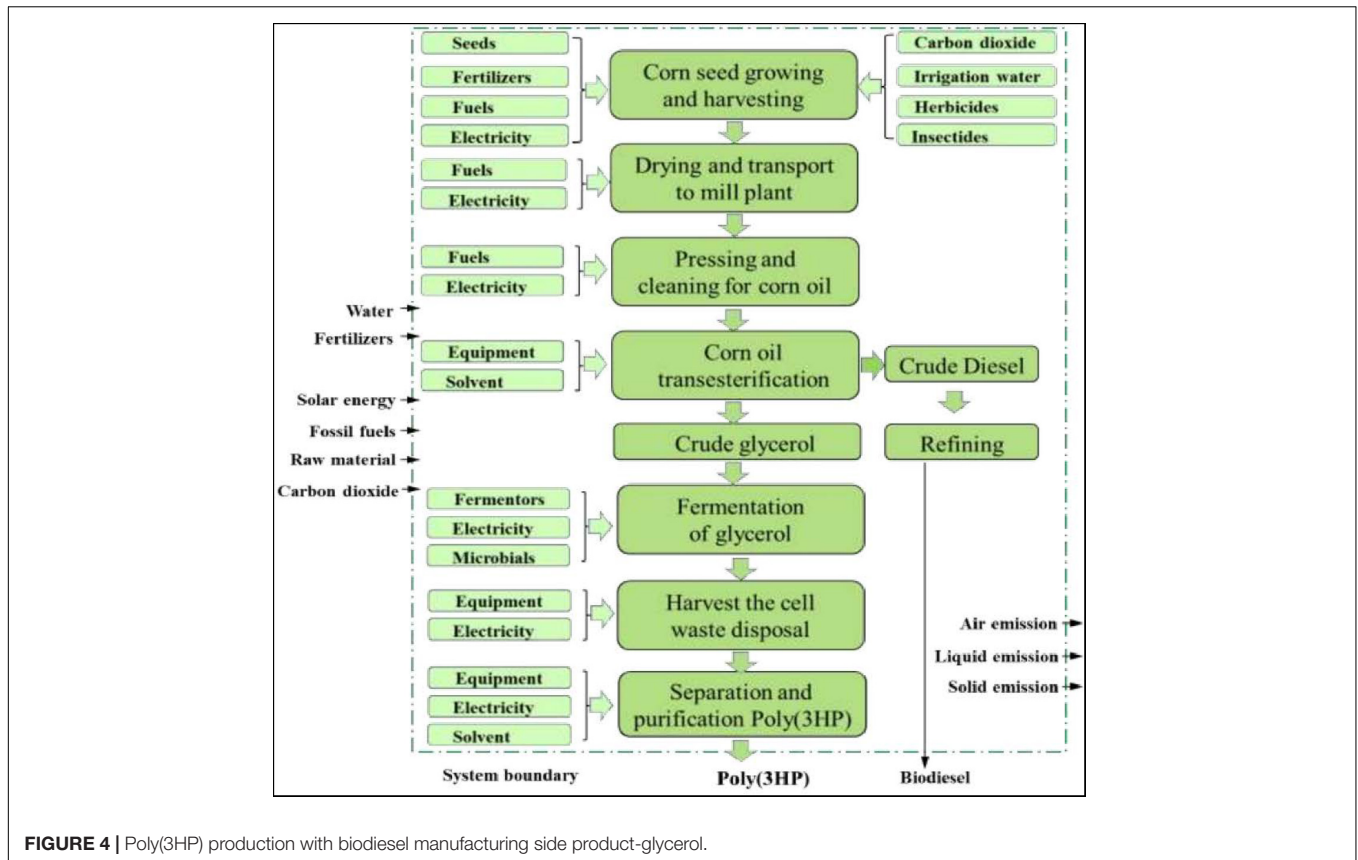 Seeds
Fertilizers
Fuels
Electricity
Corn seed growing
and harvesting
Carbon dioxide
Irrigation water
Herbicides
Insectides
Fuels
Electricity
Drying and transport
to mill plant
Fuels
Electricity
Pressing and
cleaning for corn oil
Water
Fertilizers
Solar energy
Fossil fuels
Raw material
Carbon dioxide
Equipment
Solvent
Corn oil
transesterification
Crude Diesel
Crude glycerol
Refining
Fermentors
Electricity
Microbials
Fermentation
of glycerol
Equipment
Electricity
Harvest the cell
waste disposal
Air emission
Liquid emission
Solid emission
Equipment
Electricity
Solvent
Separation and
purification Poly(3HP)
System boundary
Poly(3HP)
Biodiesel
FIGURE 4 | Poly(3HP) production with biodiesel manufacturing side product-glycerol.